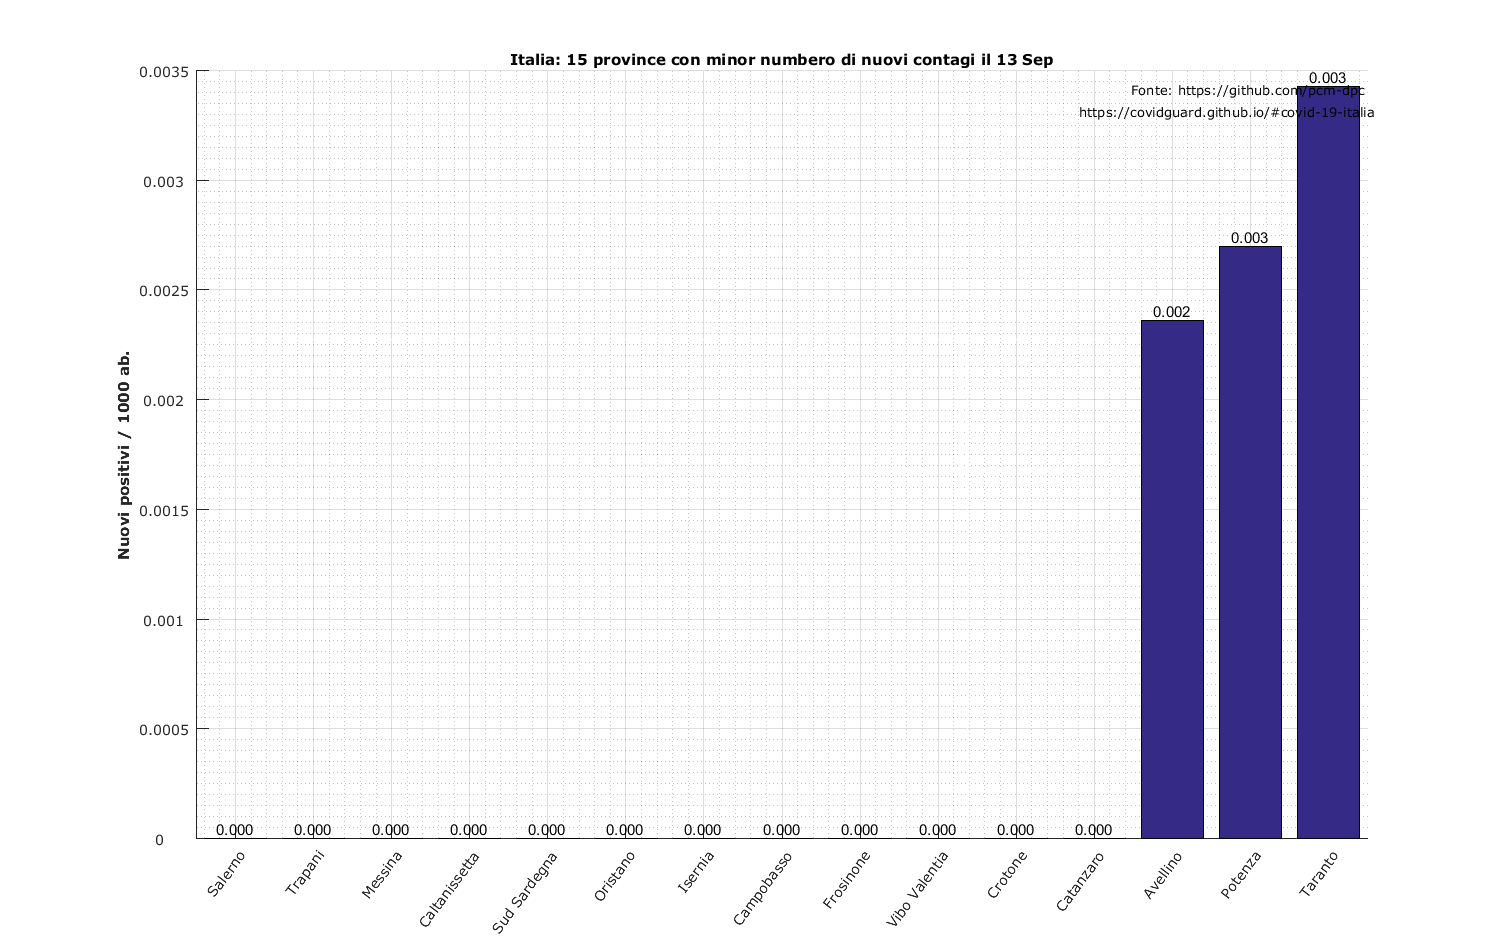 Italia: 15 province con minor numbero di nuovi contagi il 13 Sep
Fonte: https://github.com/pcm-dpc
https://covidguard.github.io/#covid-19-italia
Nuovi positivi / 1000 ab.
0.0035
0.003
0.0025
0.002
0.0015
0.001
0.0005
0
0.000 0.000 0.000 0.000 0.000 0.000 0.000 0.000 0.000 0.000 0.000 0.000 0.002 0.003 0.003
Salerno
Trapani
Messina
Caltanissetta
Sud Sardegna
Oristano
Isernia
Campobasso
Frosinone
Vibo Valentia
Crotone
Catanzaro
Avellino
Potenza
Taranto